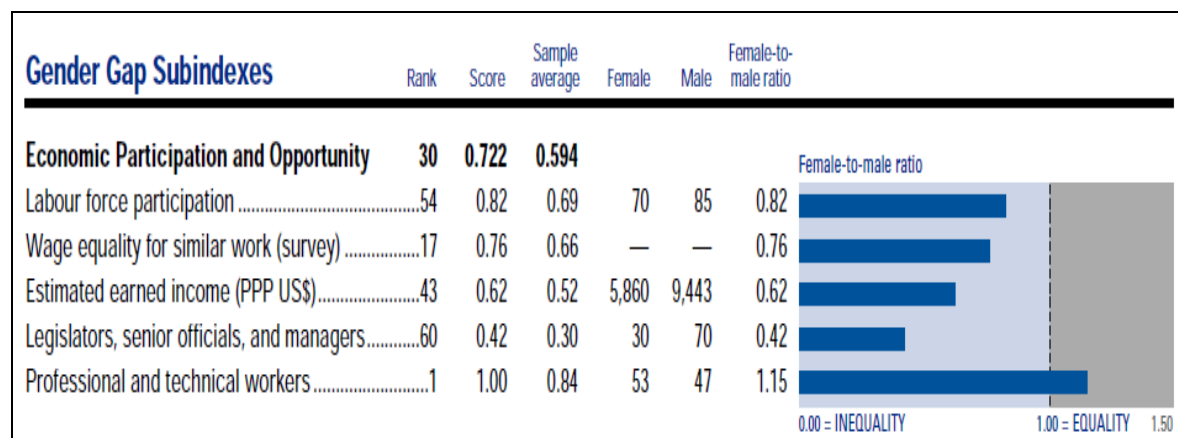 Gender Gap Subindexes Rank Score Sample average Female Male Female-to-male ratio
Economic Participation and Opportunity 30 0.722 0.594
Female-to-male ratio
Labour force participation ..........................................54 0.82 0.69 70 85 0.82
Wage equality for similar work (survey) .................17 0.76 0.66 — — 0.76
Estimated earned income (PPP US$)......................43 0.62 0.52 5,860 9,443 0.62
Legislators, senior officials, and managers............60 0.42 0.30 30 70 0.42
Professional and technical workers..........................1 1.00 0.84 53 47 1.15
0.00 = INEQUALITY 1.00 = EQUALITY 1.50